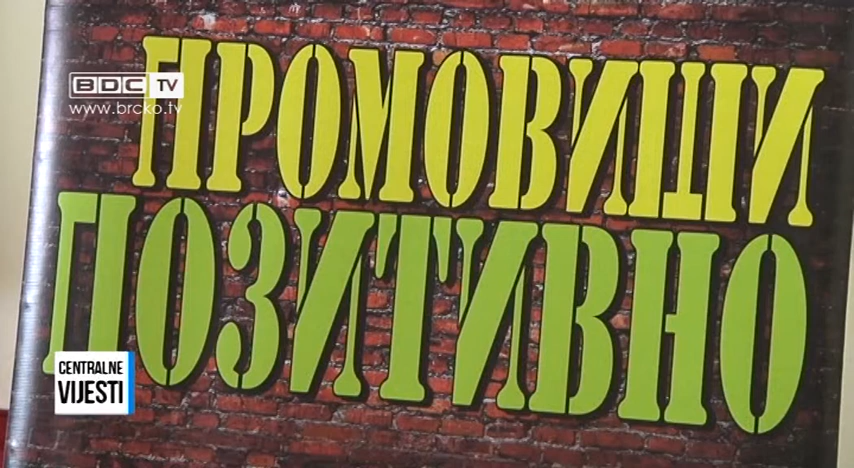 BDC TV
www.brcko.tv
ПРОМОВИШИ
ПОЗИТИВНО
CENTRALNE
VIJESTI